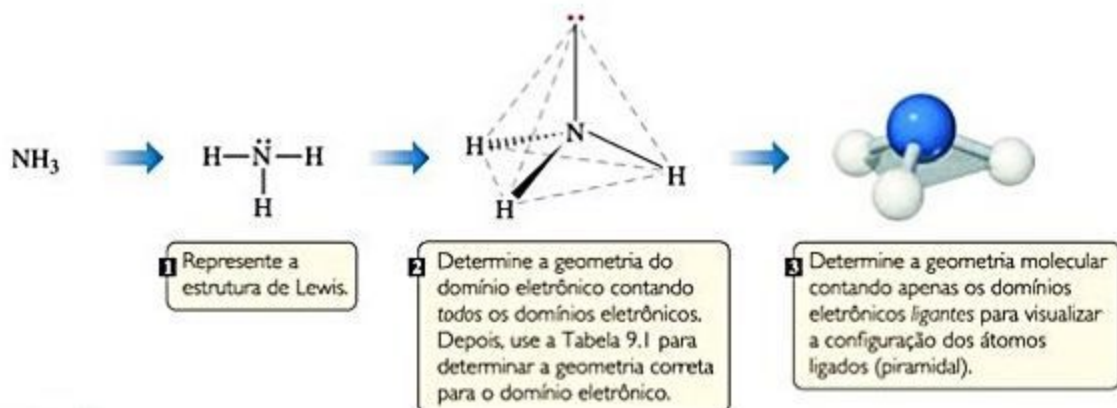 NH₃
H—N̈—H
H
H
N
H
H
1 Represente a
estrutura de Lewis.
2 Determine a geometria do
domínio eletrônico contando
todos os domínios eletrônicos.
Depois, use a Tabela 9.1 para
determinar a geometria correta
para o domínio eletrônico.
3 Determine a geometria molecular
contando apenas os domínios
eletrônicos ligantes para visualizar
a configuração dos átomos
ligados (piramidal).